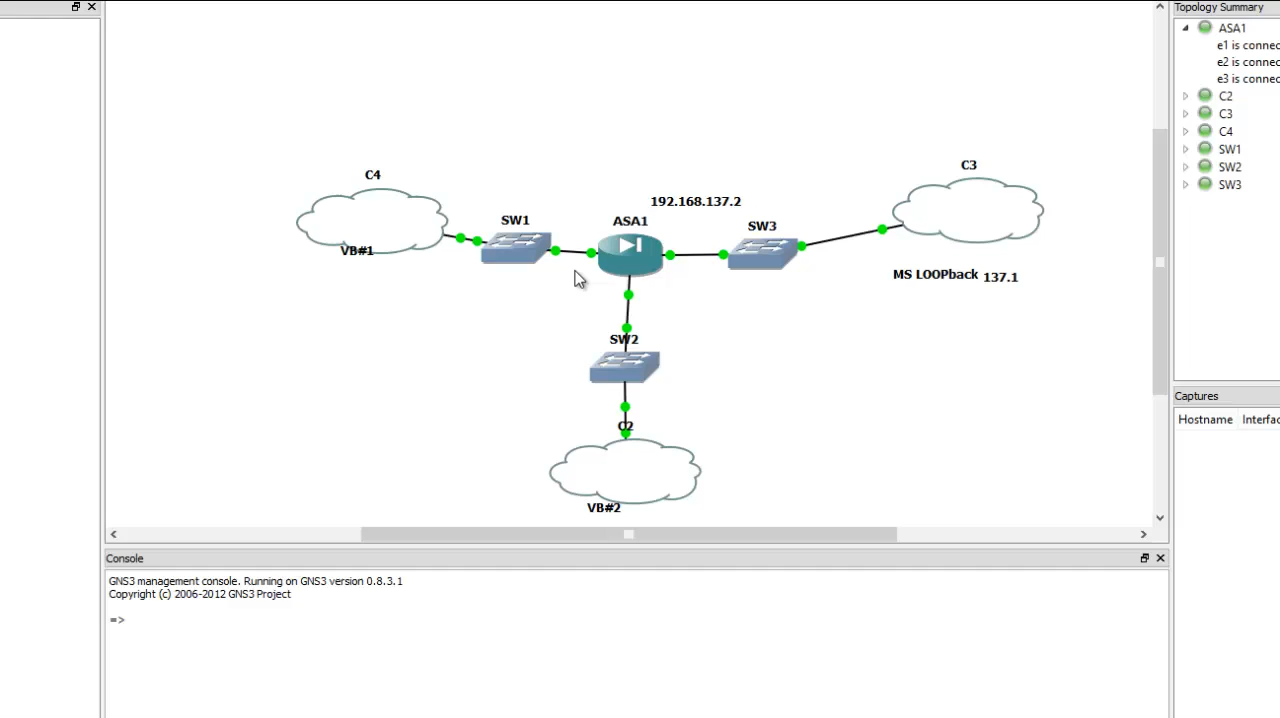 Topology Summary
ASA1
e1 is connec
e2 is connec
e3 is connec
C2
C3
C4
SW1
SW2
SW3
C4
VB#1
SW1
192.168.137.2
ASA1
SW3
C3
MS LOOPback 137.1
SW2
C2
VB#2
Captures
Hostname Interfac
Console
GNS3 management console. Running on GNS3 version 0.8.3.1
Copyright (c) 2006-2012 GNS3 Project
=>